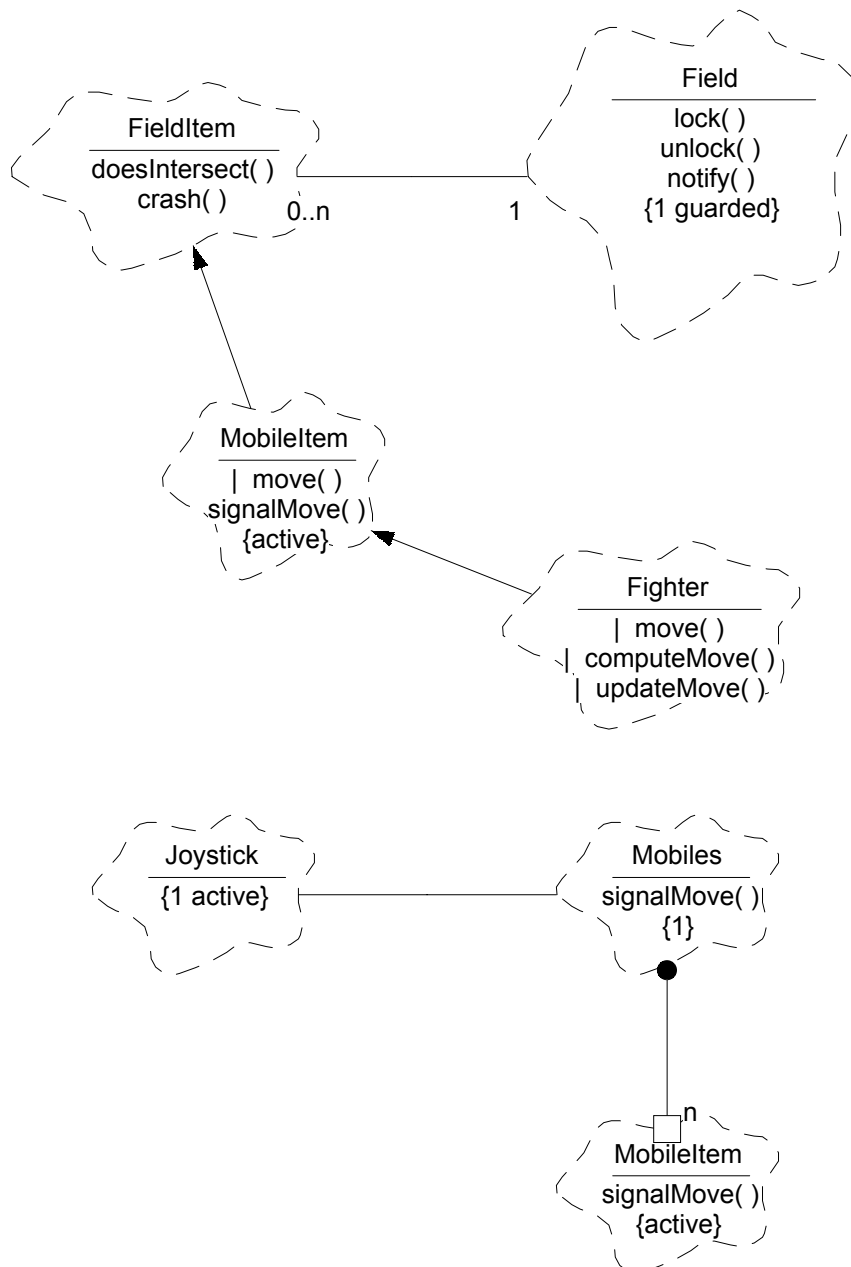 Field
lock( )
unlock( )
notify( )
{1 guarded}
FieldItem
doesIntersect( )
crash( )
0..n
1
MobileItem
| move( )
signalMove( )
{active}
Fighter
| move( )
| computeMove( )
| updateMove( )
Joystick
{1 active}
Mobiles
signalMove( )
{1}
n
MobileItem
signalMove( )
{active}